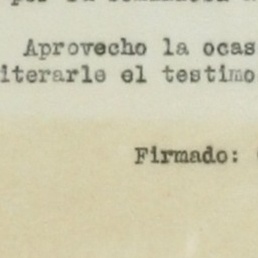 Aprovecho la ocas
iterarle el testimo
Firmado: